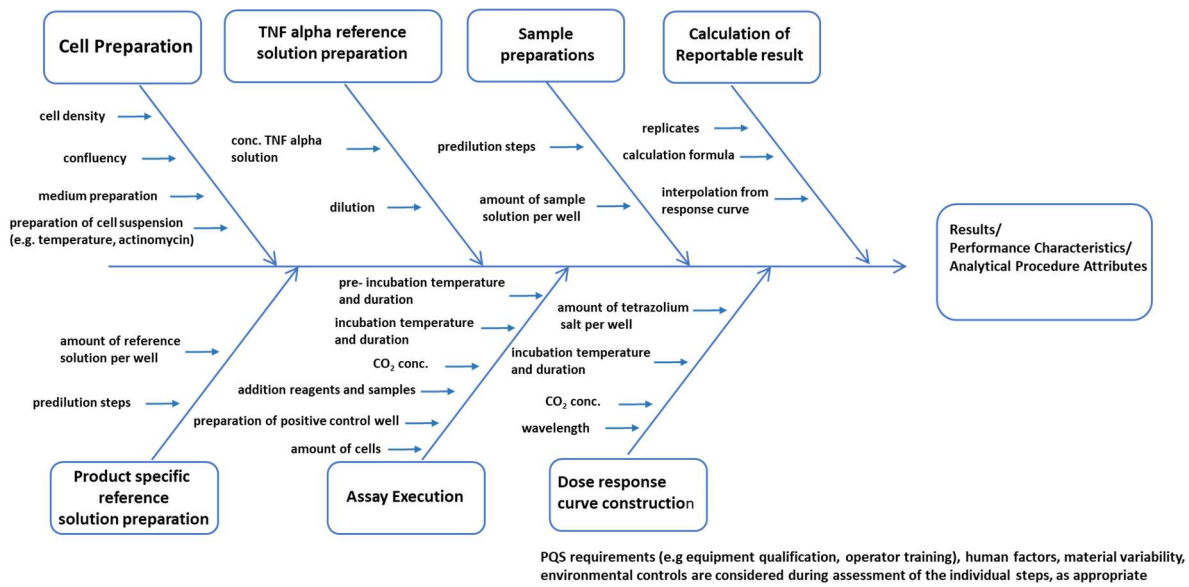 Cell Preparation
TNF alpha reference
solution preparation
Sample
preparations
Calculation of
Reportable result
cell density
confluency
medium preparation
preparation of cell suspension
(e.g. temperature, actinomycin)
conc. TNF alpha
solution
dilution
predilution steps
amount of sample
solution per well
replicates
calculation formula
interpolation from
response curve
Results/
Performance Characteristics/
Analytical Procedure Attributes
amount of reference
solution per well
predilution steps
pre- incubation temperature
and duration
incubation temperature
and duration
CO₂ conc.
addition reagents and samples
preparation of positive control well
amount of cells
amount of tetrazolium
salt per well
incubation temperature
and duration
CO₂ conc.
wavelength
Product specific
reference
solution preparation
Assay Execution
Dose response
curve construction
PQS requirements (e.g equipment qualification, operator training), human factors, material variability,
environmental controls are considered during assessment of the individual steps, as appropriate